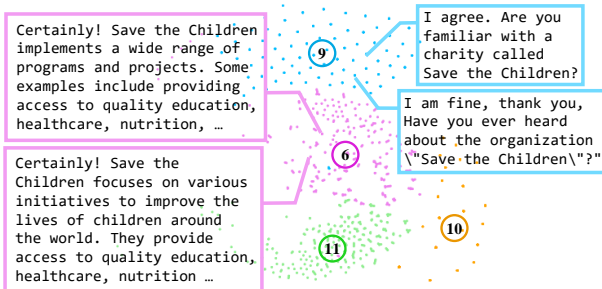 Certainly! Save the Children
implements a wide range of
programs and projects. Some
examples include providing
access to quality education,
healthcare, nutrition, …
9
I agree. Are you
familiar with a
charity called
Save the Children?
I am fine, thank you,
Have you ever heard
about the organization
\"Save the Children\"?"
6
Certainly! Save the
Children focuses on various
initiatives to improve the
lives of children around
the world. They provide
access to quality education,
healthcare, nutrition …
11
10